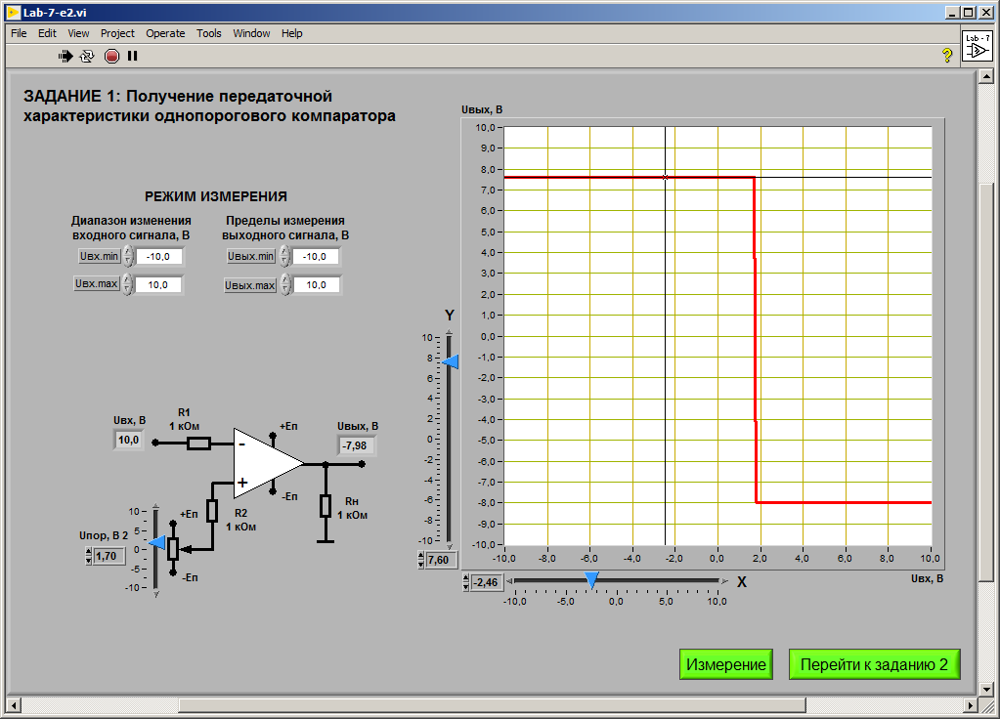 Lab-7-e2.vi
File Edit View Project Operate Tools Window Help
Lab - 7
?
ЗАДАНИЕ 1: Получение передаточной
характеристики однопорогового компаратора
РЕЖИМ ИЗМЕРЕНИЯ
Диапазон изменения
входного сигнала, В
Uвх.min -10,0
Uвх.max 10,0
Пределы измерения
выходного сигнала, В
Uвых.min -10,0
Uвых.max 10,0
Uвх, В
10,0
R1
1 кОм
-
+
+Eп
-Eп
Uвых, В
-7,98
R2
1 кОм
Rн
1 кОм
Uпор, В 2
1,70
10
5
0
-5
-10
+Eп
-Eп
Uвых, В
10,0
9,0
8,0
7,0
6,0
5,0
4,0
3,0
2,0
1,0
0,0
-1,0
-2,0
-3,0
-4,0
-5,0
-6,0
-7,0
-8,0
-9,0
-10,0
-10,0 -8,0 -6,0 -4,0 -2,0 0,0 2,0 4,0 6,0 8,0 10,0
Uвх, В
Y
10
8
6
4
2
0
-2
-4
-6
-8
-10
7,60
-2,46
X
-10,0 -5,0 0,0 5,0 10,0
Измерение
Перейти к заданию 2